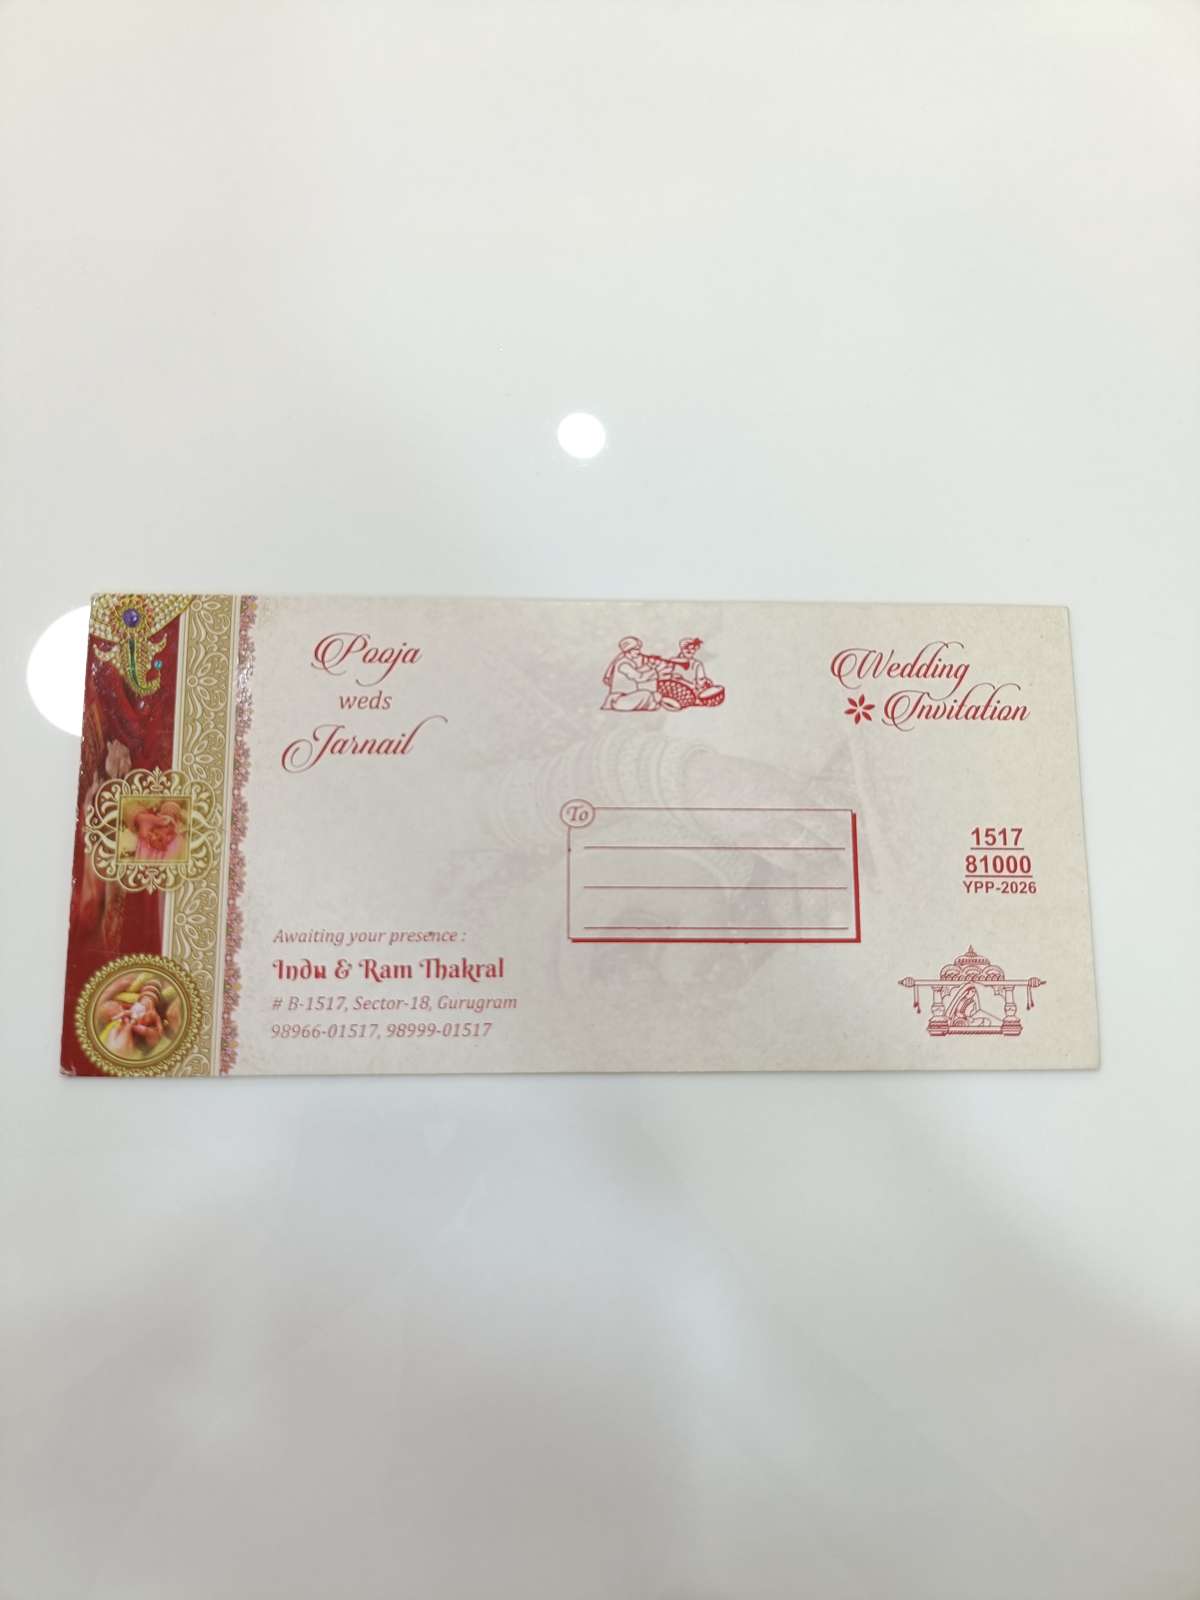 Pooja
weds
Jarnail
Wedding
Invitation
To
1517
81000
YPP-2026
Awaiting your presence :
Indu & Ram Thakral
# B-1517, Sector-18, Gurugram
98966-01517, 98999-01517